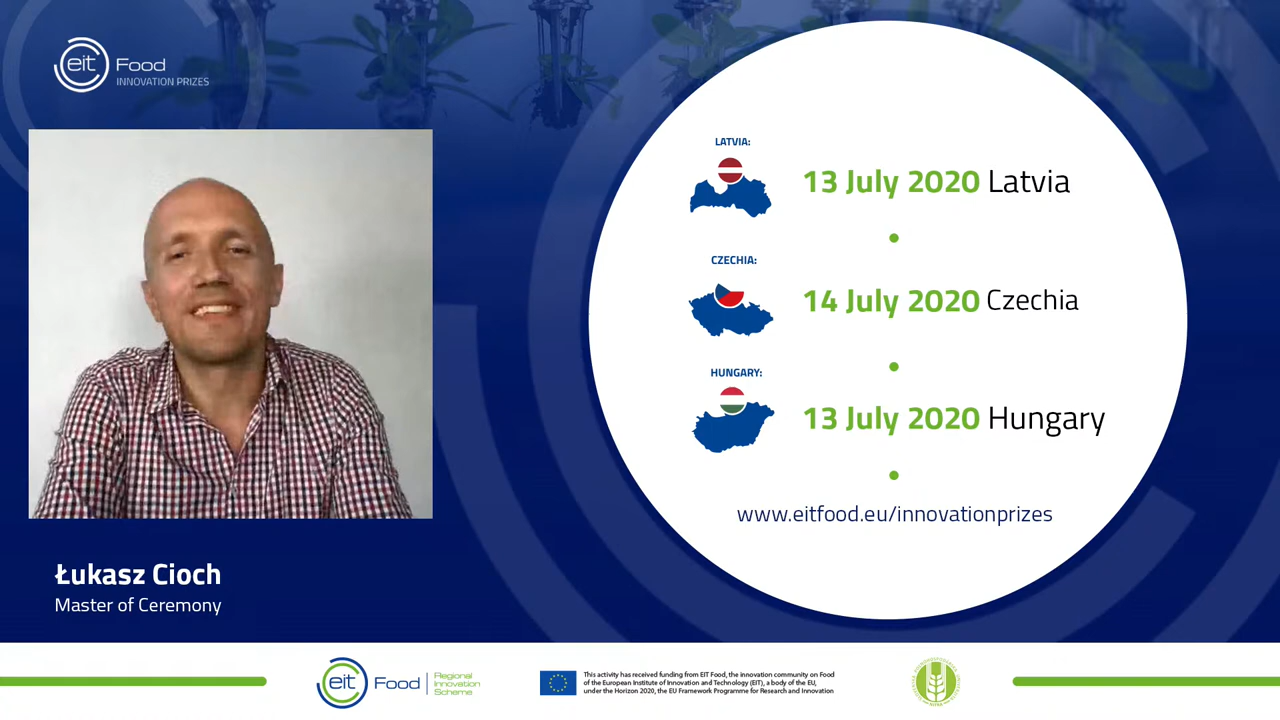 eit Food
INNOVATION PRIZES
LATVIA:
13 July 2020 Latvia
CZECHIA:
14 July 2020 Czechia
HUNGARY:
13 July 2020 Hungary
www.eitfood.eu/innovationprizes
Łukasz Cioch
Master of Ceremony
eit Food
Regional
Innovation
Scheme
This activity has received funding from EIT Food, the innovation community on Food
of the European Institute of Innovation and Technology (EIT), a body of the EU,
under the Horizon 2020, the EU Framework Programme for Research and Innovation